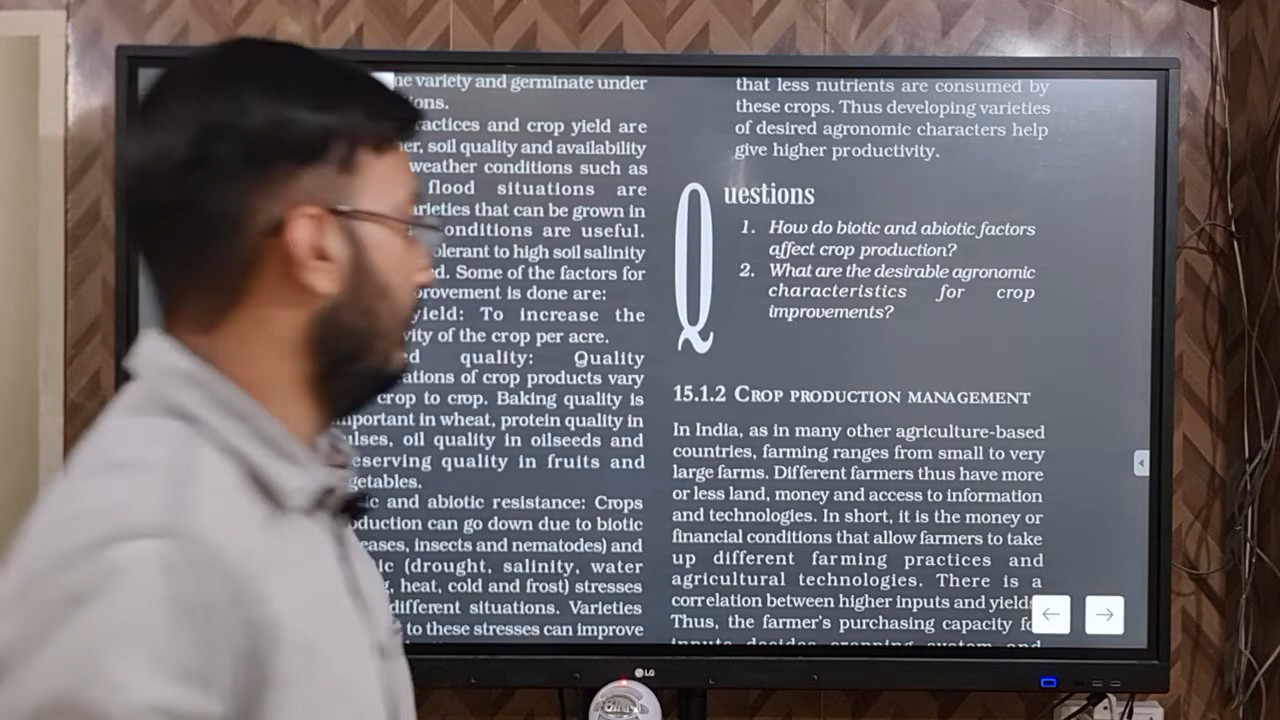 ne variety and germinate under
ons.
ractices and crop yield are
er, soil quality and availability
weather conditions such as
flood situations are
rieties that can be grown in
onditions are useful.
olerant to high soil salinity
ed. Some of the factors for
provement is done are:
yield: To increase the
vity of the crop per acre.
ed quality: Quality
ations of crop products vary
crop to crop. Baking quality is
mportant in wheat, protein quality in
ulses, oil quality in oilseeds and
eserving quality in fruits and
getables.
ic and abiotic resistance: Crops
oduction can go down due to biotic
eases, insects and nematodes) and
ic (drought, salinity, water
g, heat, cold and frost) stresses
different situations. Varieties
to these stresses can improve
that less nutrients are consumed by
these crops. Thus developing varieties
of desired agronomic characters help
give higher productivity.
Questions
1. How do biotic and abiotic factors
affect crop production?
2. What are the desirable agronomic
characteristics for crop
improvements?
15.1.2 CROP PRODUCTION MANAGEMENT
In India, as in many other agriculture-based
countries, farming ranges from small to very
large farms. Different farmers thus have more
or less land, money and access to information
and technologies. In short, it is the money or
financial conditions that allow farmers to take
up different farming practices and
agricultural technologies. There is a
correlation between higher inputs and yields
Thus, the farmer's purchasing capacity fo
inputs decides cropping system and
LG